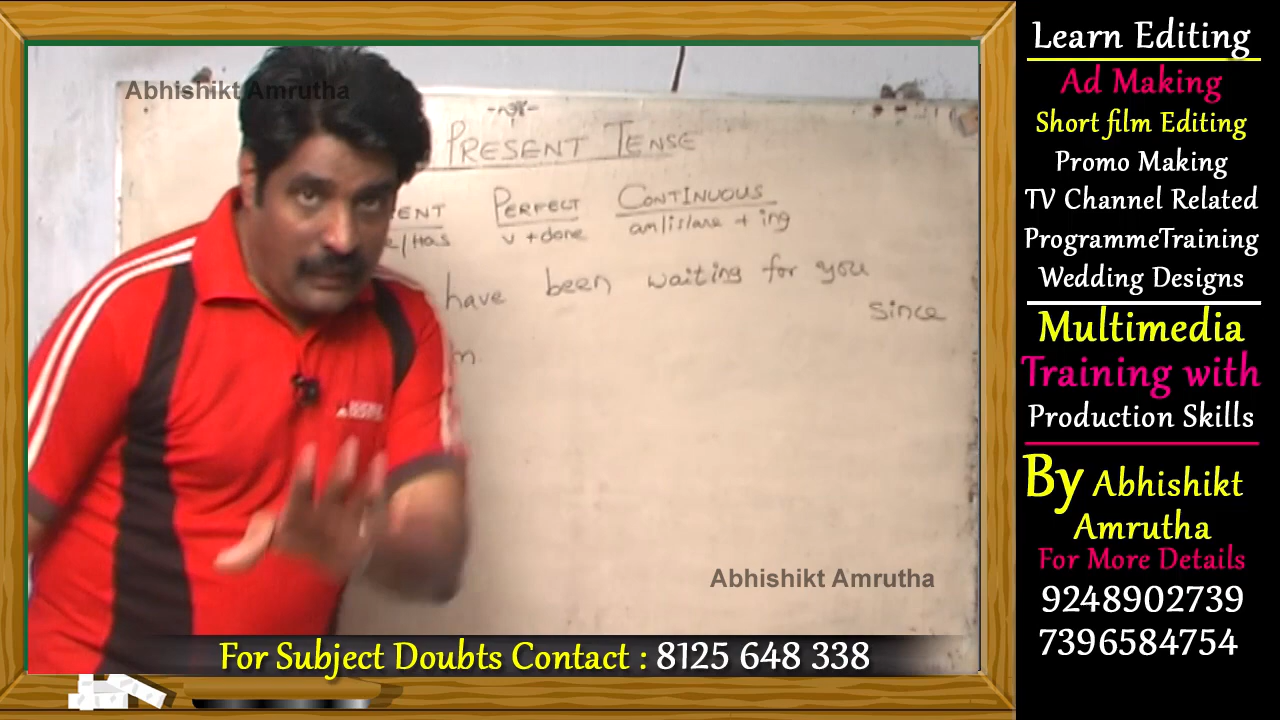 Abhishikt Amrutha
PRESENT TENSE
ENT PERFECT CONTINUOUS
e/Has v + done am/is/are + ing
have been waiting for you
since
m.
Abhishikt Amrutha
For Subject Doubts Contact : 8125 648 338
Learn Editing
Ad Making
Short film Editing
Promo Making
TV Channel Related
ProgrammeTraining
Wedding Designs
Multimedia
Training with
Production Skills
By Abhishikt
Amrutha
For More Details
9248902739
7396584754